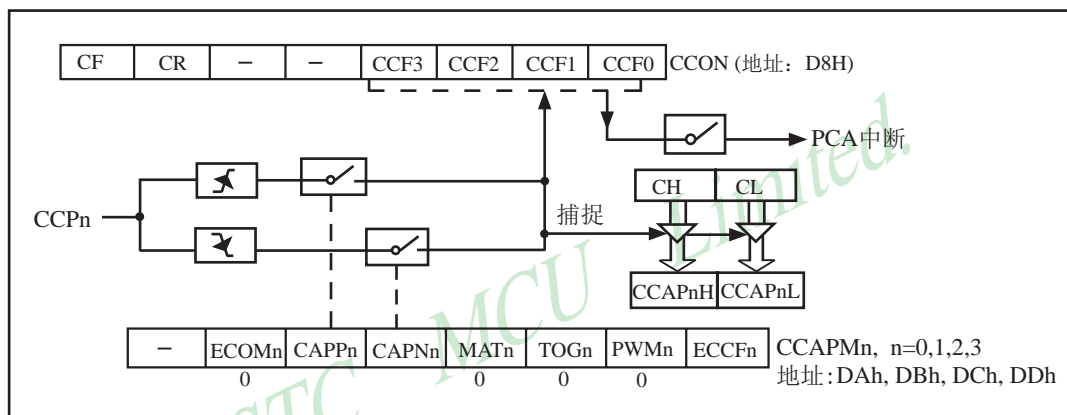 CF CR – – CCF3 CCF2 CCF1 CCF0 CCON (地址：D8H)
PCA中断
CH CL
CCPn
捕捉
CCAPnH CCAPnL
– ECOMn CAPPn CAPNn MATn TOGn PWMn ECCFn CCAPMn, n=0,1,2,3
0 0 0 0 地址:DAh, DBh, DCh, DDh
STC MCU Limited.